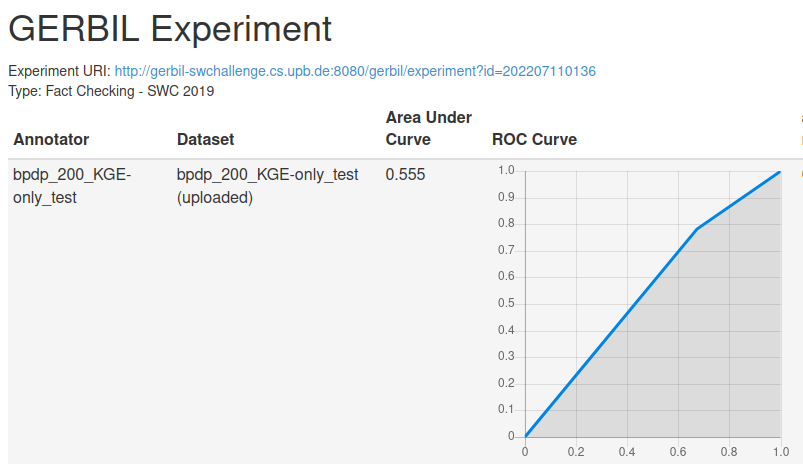 GERBIL Experiment
Experiment URI: http://gerbil-swchallenge.cs.upb.de:8080/gerbil/experiment?id=202207110136
Type: Fact Checking - SWC 2019
Annotator Dataset Area Under Curve ROC Curve
bpdp_200_KGE-only_test bpdp_200_KGE-only_test (uploaded) 0.555
1.0
0.9
0.8
0.7
0.6
0.5
0.4
0.3
0.2
0.1
0
0 0.2 0.4 0.6 0.8 1.0